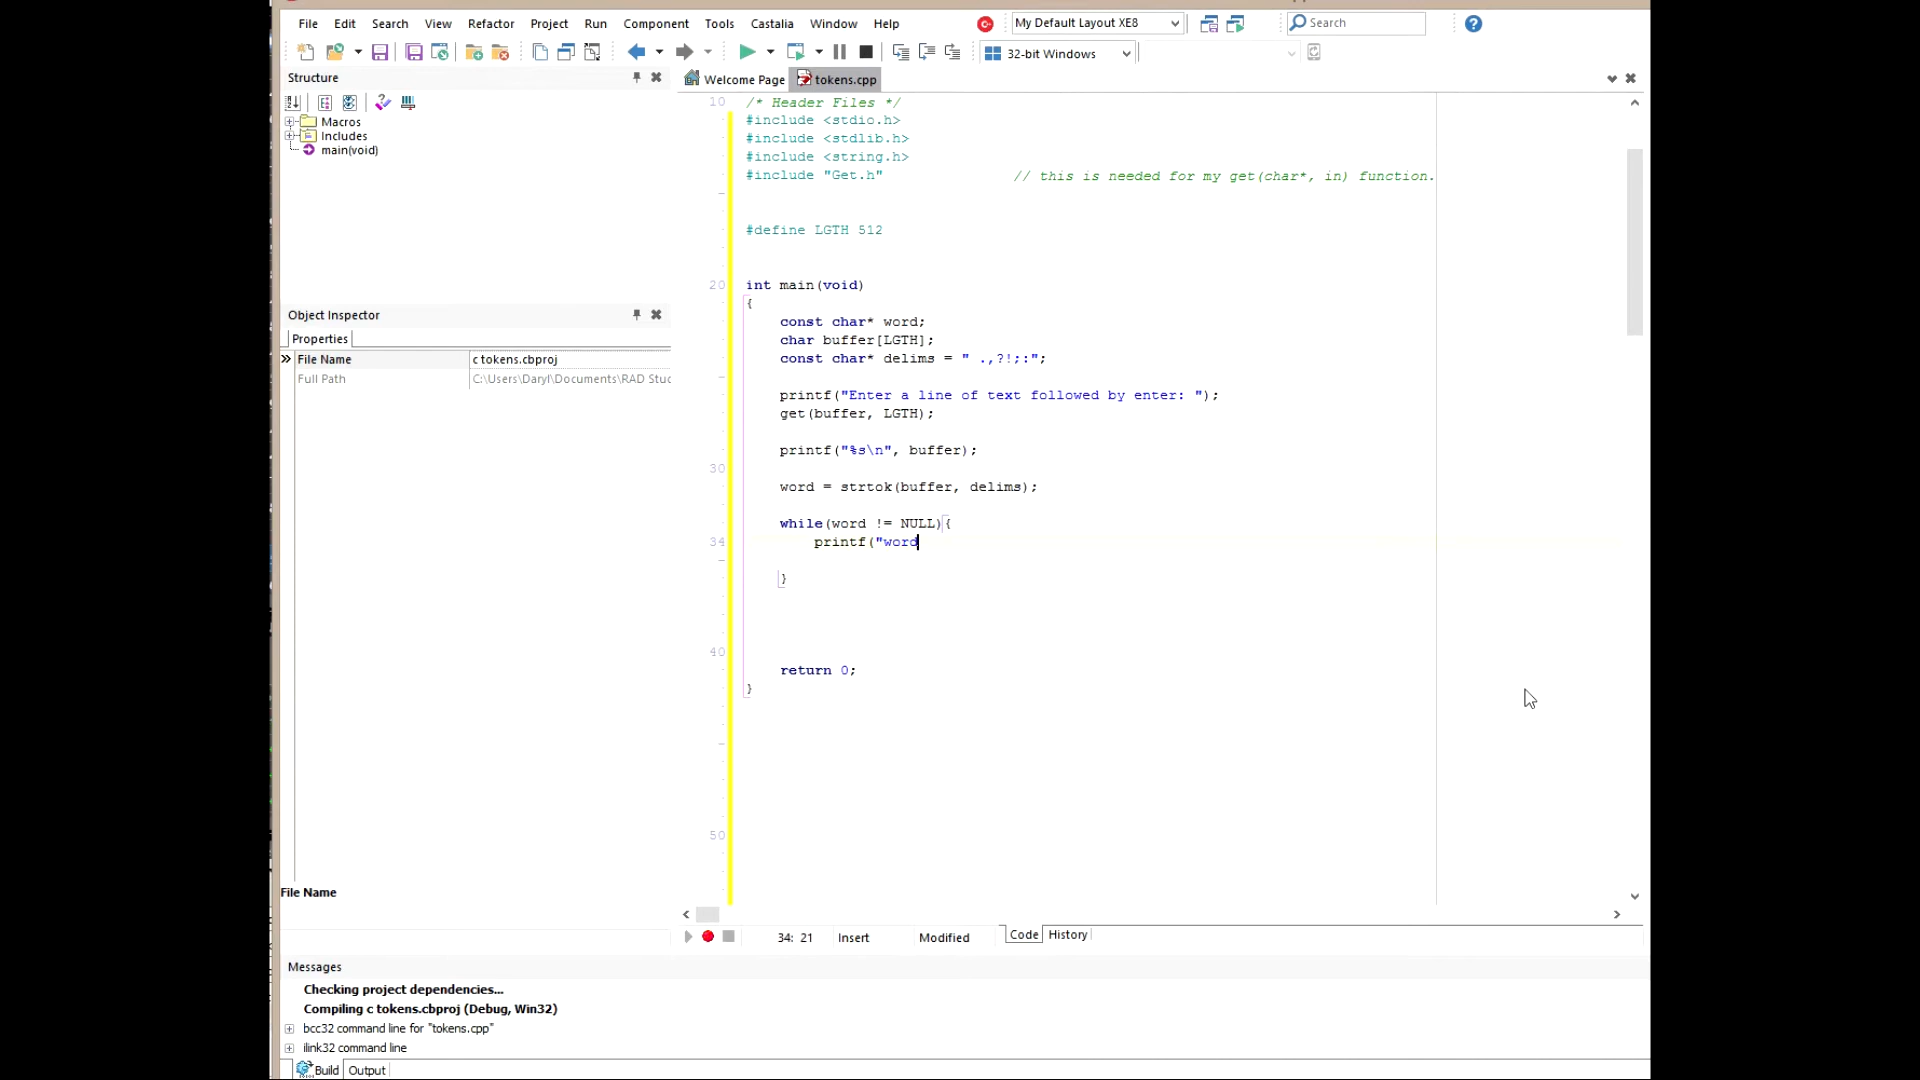 File Edit Search View Refactor Project Run Component Tools Castalia Window Help My Default Layout XE8 Search
32-bit Windows
Structure
Welcome Page tokens.cpp
Macros
Includes
main(void)
Object Inspector
Properties
File Name c tokens.cbproj
Full Path C:\Users\Daryl\Documents\RAD Stuc
File Name
10 /* Header Files */
#include <stdio.h>
#include <stdlib.h>
#include <string.h>
#include "Get.h" // this is needed for my get(char*, in) function.
#define LGTH 512
20 int main(void)
{
const char* word;
char buffer[LGTH];
const char* delims = " .,?!;:";
printf("Enter a line of text followed by enter: ");
get(buffer, LGTH);
printf("%s\n", buffer);
30
word = strtok(buffer, delims);
while(word != NULL){
34 printf("word
}
40
return 0;
}
50
34: 21 Insert Modified Code History
Messages
Checking project dependencies...
Compiling c tokens.cbproj (Debug, Win32)
bcc32 command line for "tokens.cpp"
ilink32 command line
Build Output